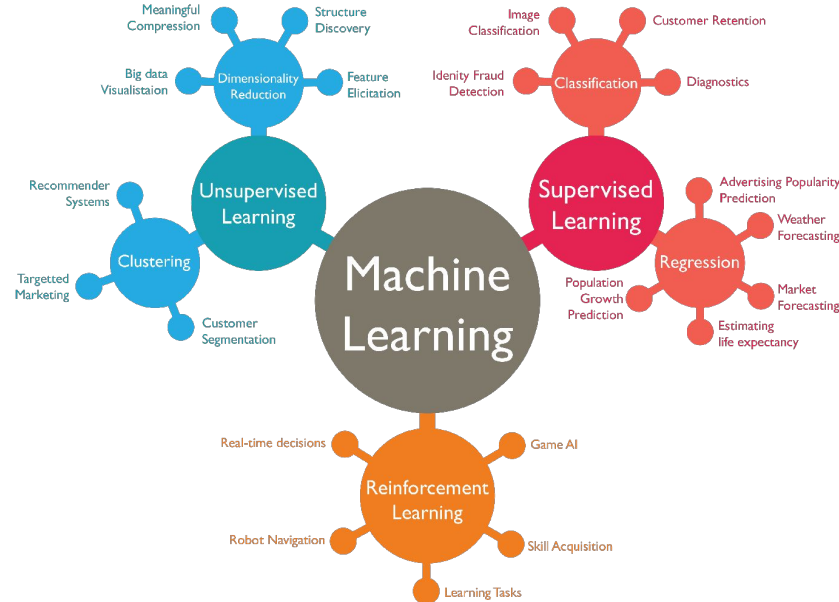 Meaningful
Compression
Structure
Discovery
Big data
Visualistaion
Dimensionality
Reduction
Feature
Elicitation
Unsupervised
Learning
Recommender
Systems
Clustering
Targetted
Marketing
Customer
Segmentation
Image
Classification
Customer Retention
Idenity Fraud
Detection
Classification
Diagnostics
Supervised
Learning
Advertising Popularity
Prediction
Weather
Forecasting
Regression
Population
Growth
Prediction
Market
Forecasting
Estimating
life expectancy
Machine
Learning
Real-time decisions
Game AI
Reinforcement
Learning
Robot Navigation
Skill Acquisition
Learning Tasks